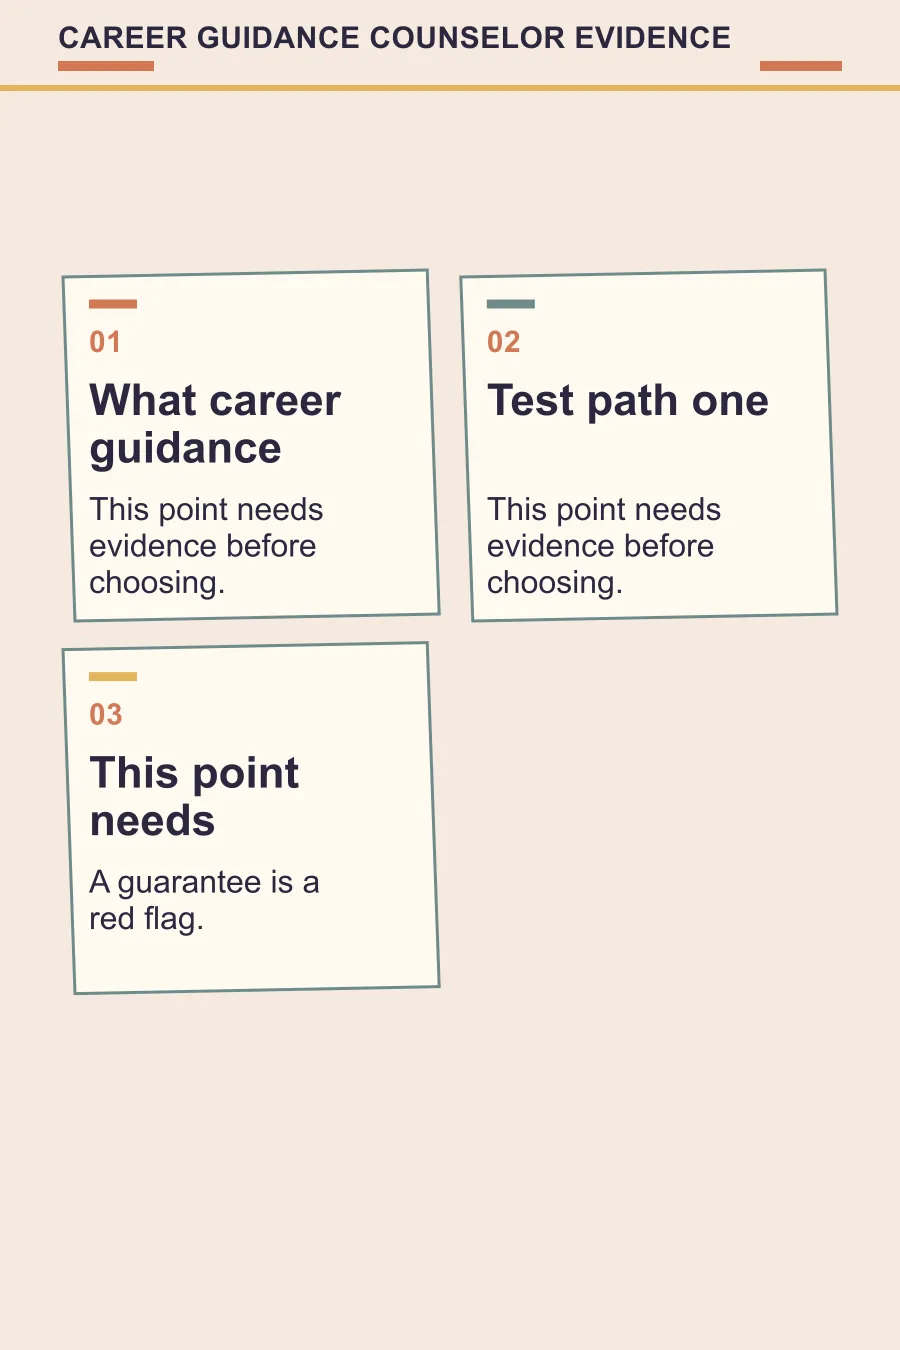 CAREER GUIDANCE COUNSELOR EVIDENCE
01
What career
guidance
This point needs
evidence before
choosing.
02
Test path one
This point needs
evidence before
choosing.
03
This point
needs
A guarantee is a
red flag.